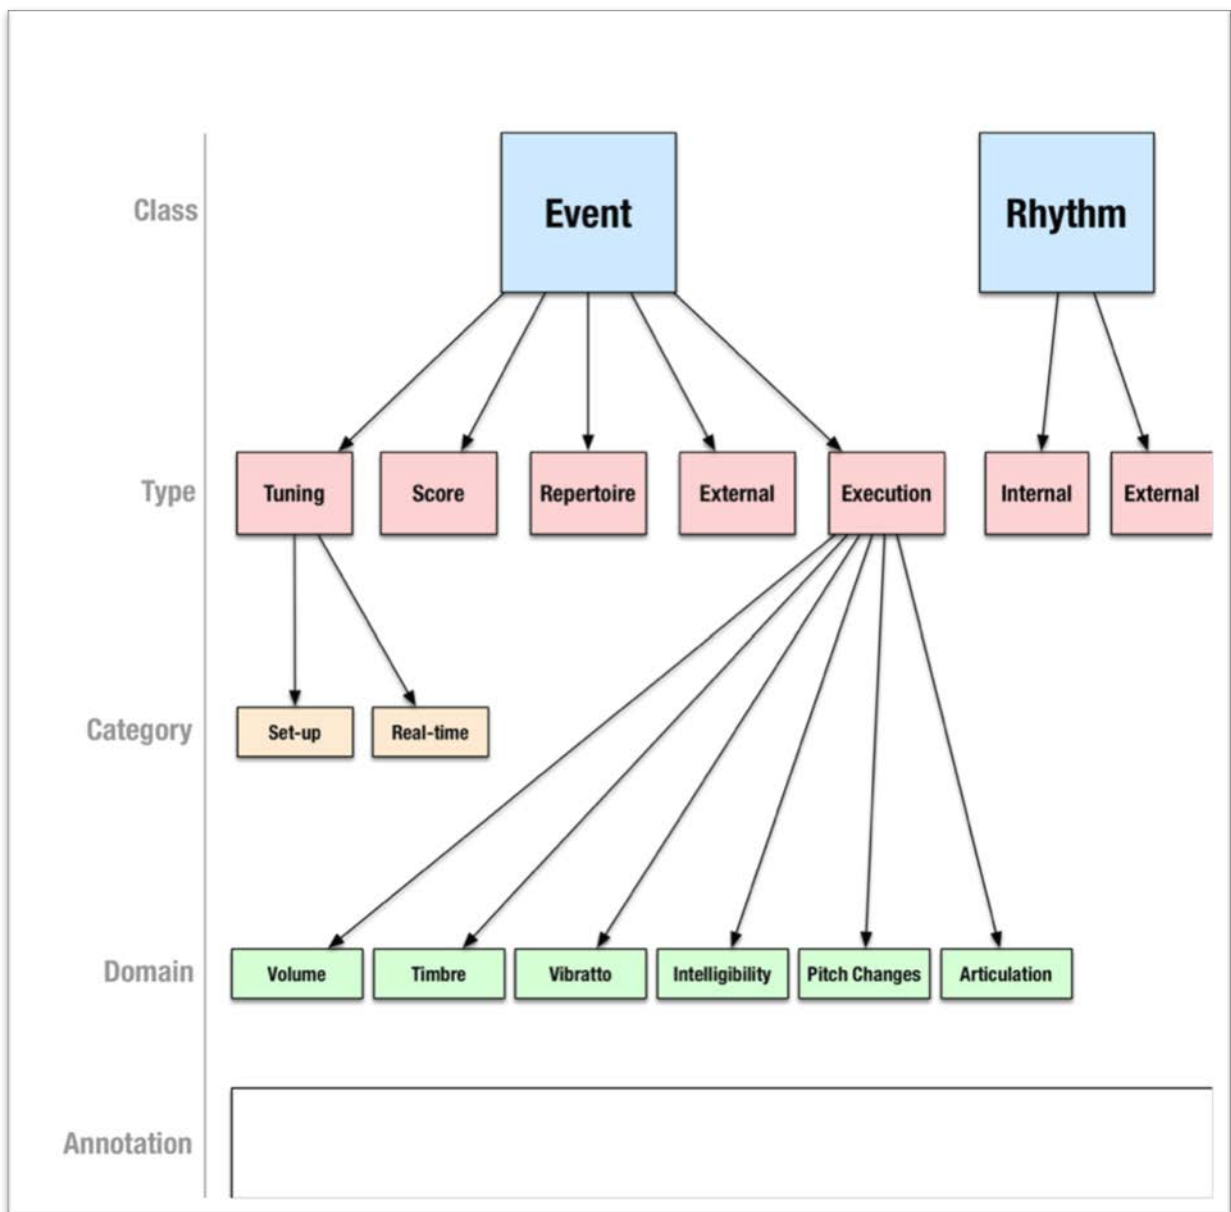 Class
Event
Rhythm
Type
Tuning
Score
Repertoire
External
Execution
Internal
External
Category
Set-up
Real-time
Domain
Volume
Timbre
Vibratto
Intelligibility
Pitch Changes
Articulation
Annotation